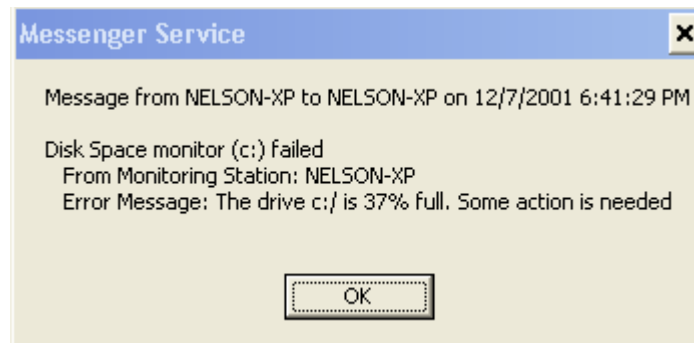 Messenger Service
Message from NELSON-XP to NELSON-XP on 12/7/2001 6:41:29 PM
Disk Space monitor (c:) failed
From Monitoring Station: NELSON-XP
Error Message: The drive c:/ is 37% full. Some action is needed
OK